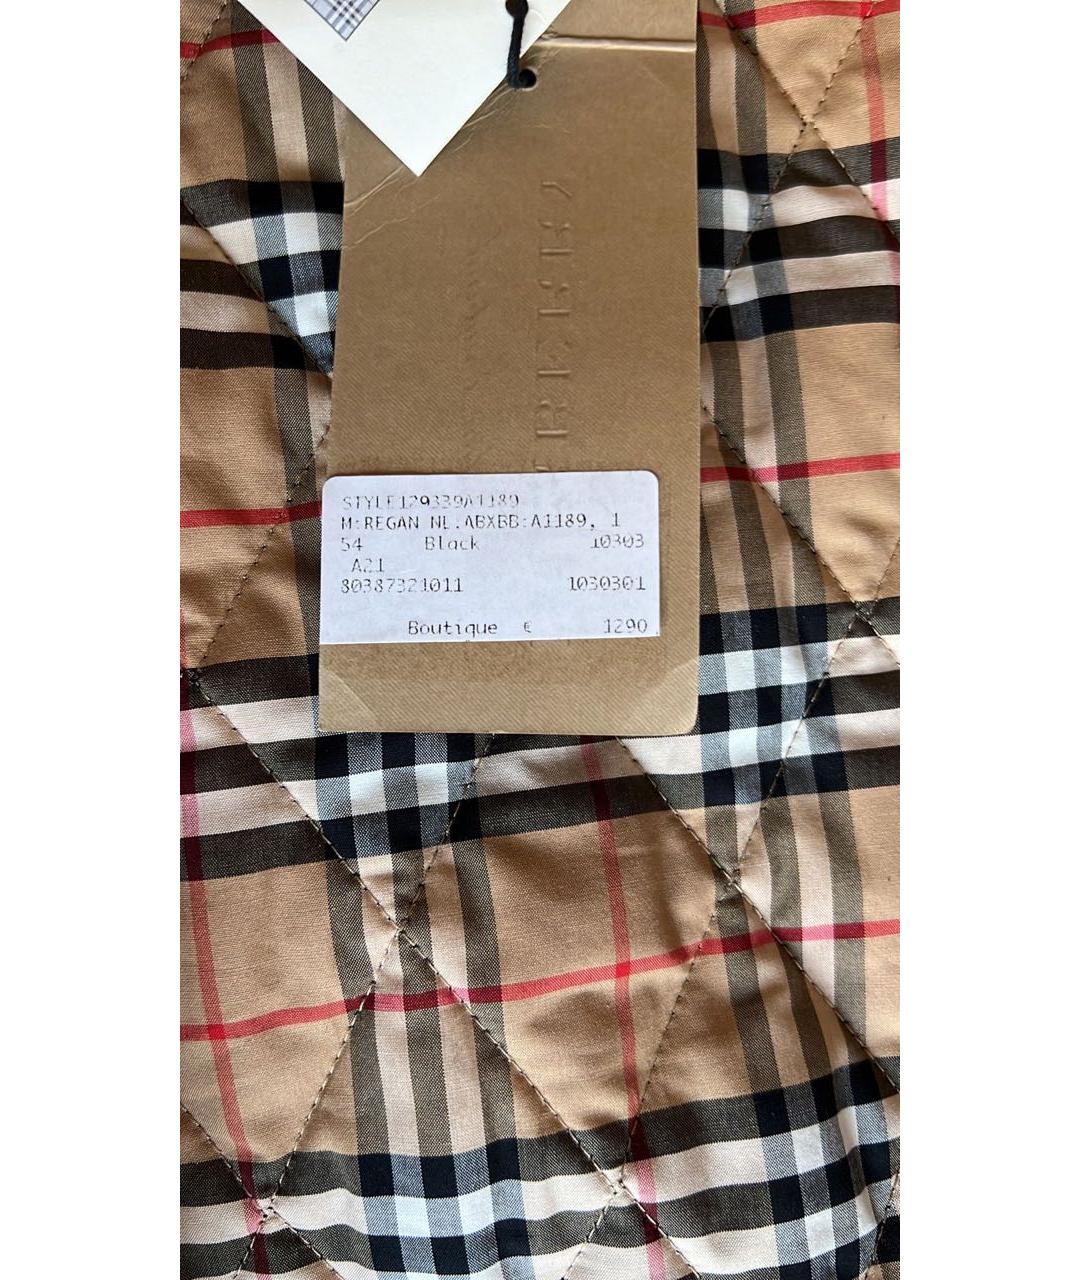 STYLE129339A1189
M:REGAN NL.ABXBB:A1189, 1
54 Black 10303
A21
80387321011 1030301
Boutique € 1290